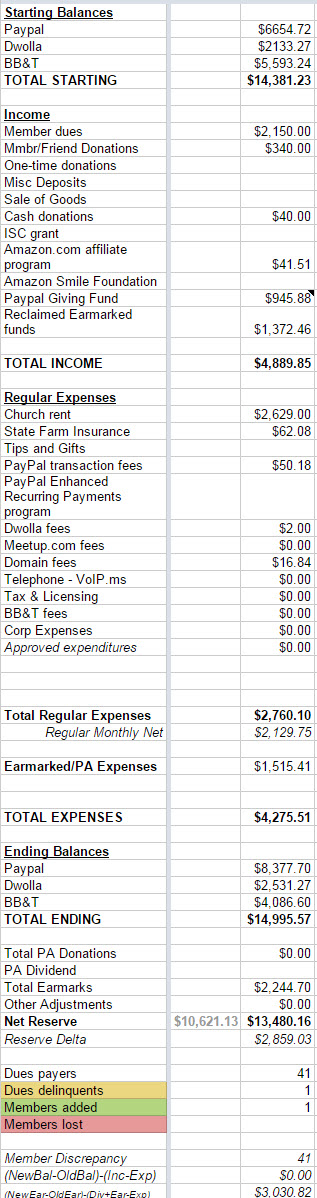 Starting Balances
Paypal $6654.72
Dwolla $2133.27
BB&T $5,593.24
TOTAL STARTING $14,381.23
Income
Member dues $2,150.00
Mmbr/Friend Donations $340.00
One-time donations
Misc Deposits
Sale of Goods
Cash donations $40.00
ISC grant
Amazon.com affiliate
program $41.51
Amazon Smile Foundation
Paypal Giving Fund $945.88
Reclaimed Earmarked
funds $1,372.46
TOTAL INCOME $4,889.85
Regular Expenses
Church rent $2,629.00
State Farm Insurance $62.08
Tips and Gifts
PayPal transaction fees $50.18
PayPal Enhanced
Recurring Payments
program
Dwolla fees $2.00
Meetup.com fees $0.00
Domain fees $16.84
Telephone - VoIP.ms $0.00
Tax & Licensing $0.00
BB&T fees $0.00
Corp Expenses $0.00
Approved expenditures $0.00
Total Regular Expenses $2,760.10
Regular Monthly Net $2,129.75
Earmarked/PA Expenses $1,515.41
TOTAL EXPENSES $4,275.51
Ending Balances
Paypal $8,377.70
Dwolla $2,531.27
BB&T $4,086.60
TOTAL ENDING $14,995.57
Total PA Donations $0.00
PA Dividend
Total Earmarks $2,244.70
Other Adjustments $0.00
Net Reserve $10,621.13 $13,480.16
Reserve Delta $2,859.03
Dues payers 41
Dues delinquents 1
Members added 1
Members lost
Member Discrepancy 41
(NewBal-OldBal)-(Inc-Exp) $0.00
(NewEar-OldEar)-(Div+Ear-Exp) $3,030.82